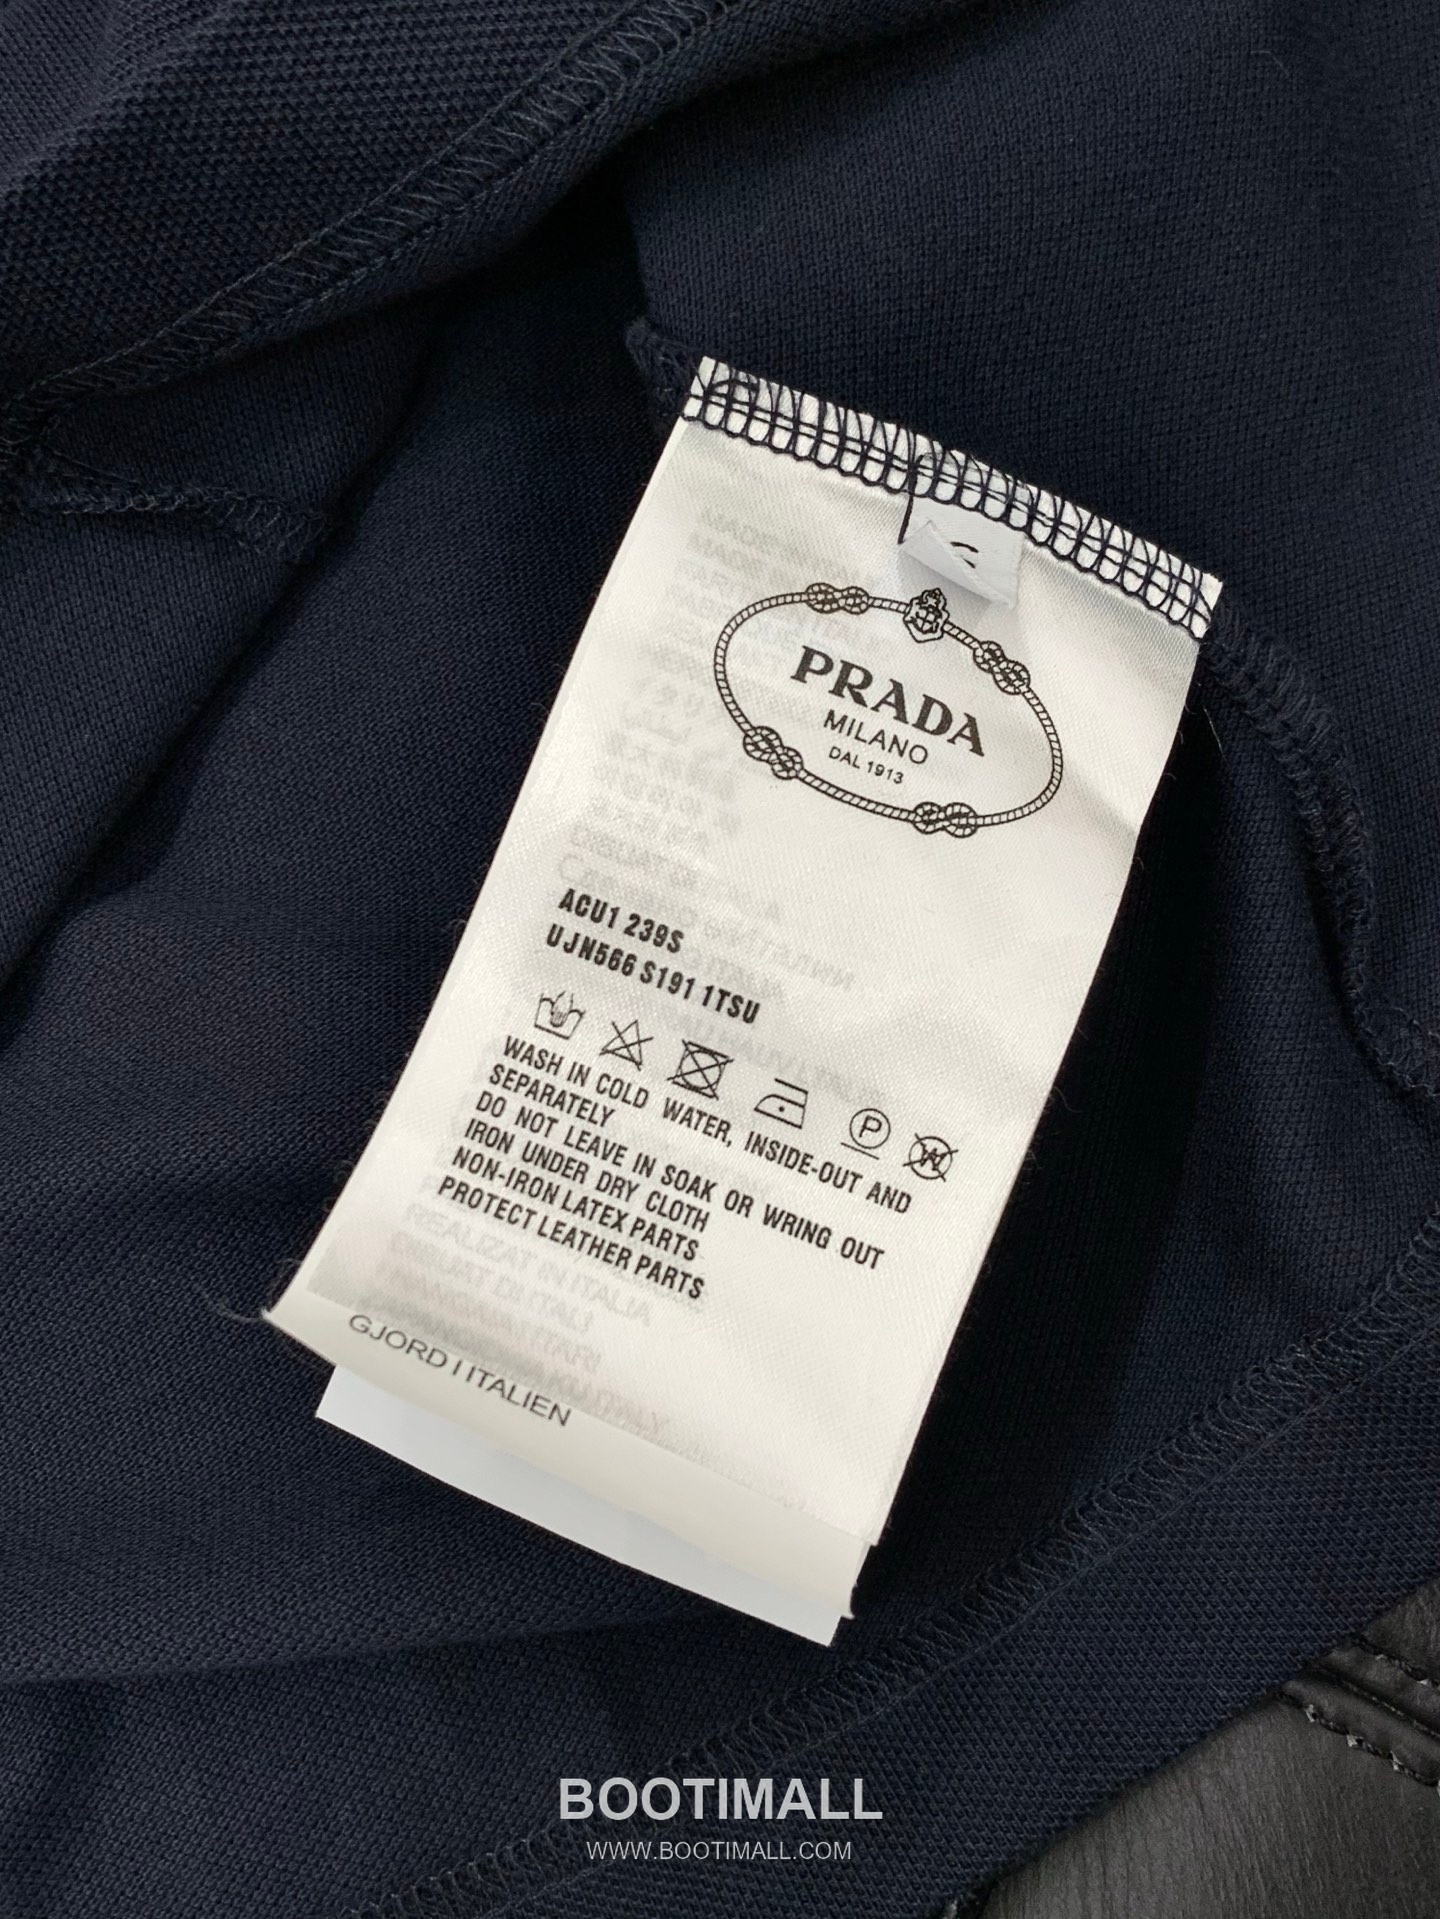 PRADA
MILANO
DAL 1913
ACU1 239S
UJN566 S191 1TSU
P
W
WASH IN COLD WATER, INSIDE-OUT AND
SEPARATELY
DO NOT LEAVE IN SOAK OR WRING OUT
IRON UNDER DRY CLOTH
NON-IRON LATEX PARTS
PROTECT LEATHER PARTS
GJORD I ITALIEN
BOOTIMALL
WWW.BOOTIMALL.COM